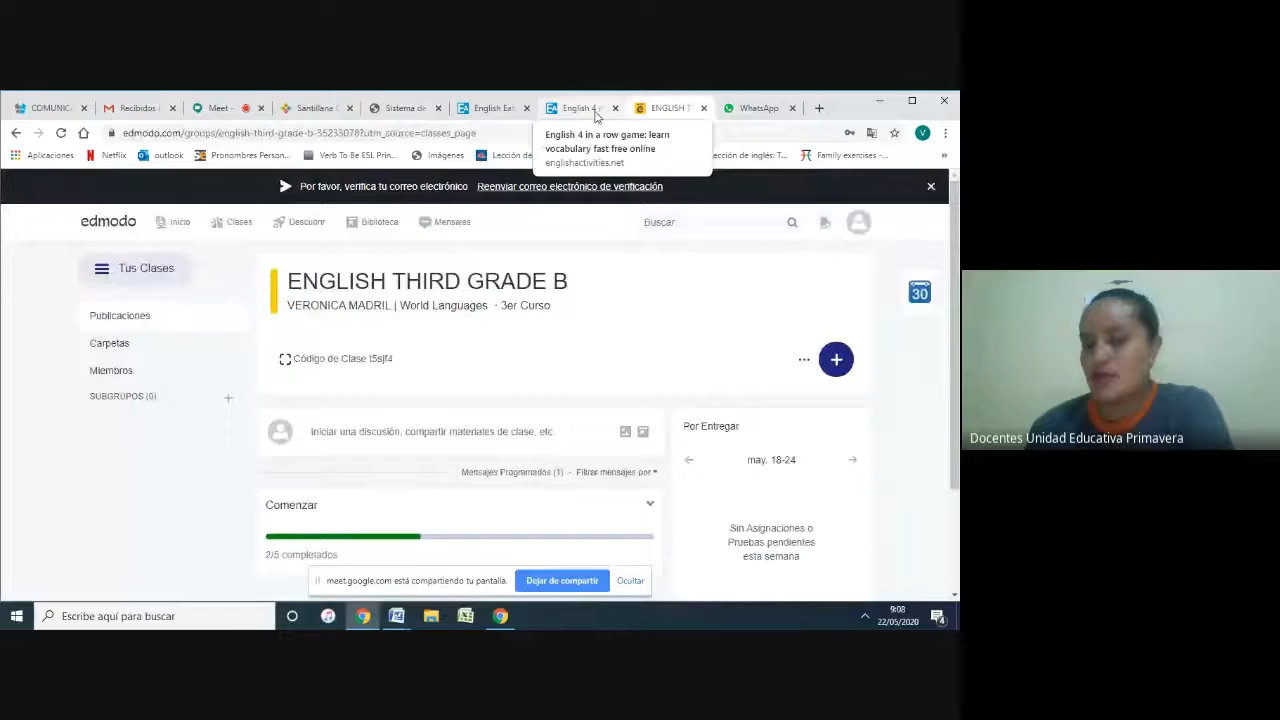 COMUNIC
Recibidos
Meet -
Santillana
Sistema de
English Eat
English 4 in
ENGLISH T
WhatsApp
edmodo.com/groups/english-third-grade-b-35233078?utm_source=classes_page
English 4 in a row game: learn
vocabulary fast free online
englishactivities.net
Aplicaciones
Netflix
outlook
Pronombres Person...
Verb To Be ESL Prin...
Imágenes
Lección de
ección de inglés: T...
Family exercises -...
»
Por favor, verifica tu correo electrónico Reenviar correo electrónico de verificación
edmodo
Inicio
Clases
Descubrir
Biblioteca
Mensajes
Buscar
Tus Clases
Publicaciones
Carpetas
Miembros
SUBGRUPOS (0)
ENGLISH THIRD GRADE B
VERONICA MADRIL | World Languages · 3er Curso
Código de Clase t5sjf4
30
Iniciar una discusión, compartir materiales de clase, etc
Mensajes Programados (1) - Filtrar mensajes por
Comenzar
2/5 completados
Por Entregar
may. 18-24
Sin Asignaciones o
Pruebas pendientes
esta semana
meet.google.com está compartiendo tu pantalla.
Dejar de compartir
Ocultar
Escribe aquí para buscar
9:08
22/05/2020
4
V
Docentes Unidad Educativa Primavera